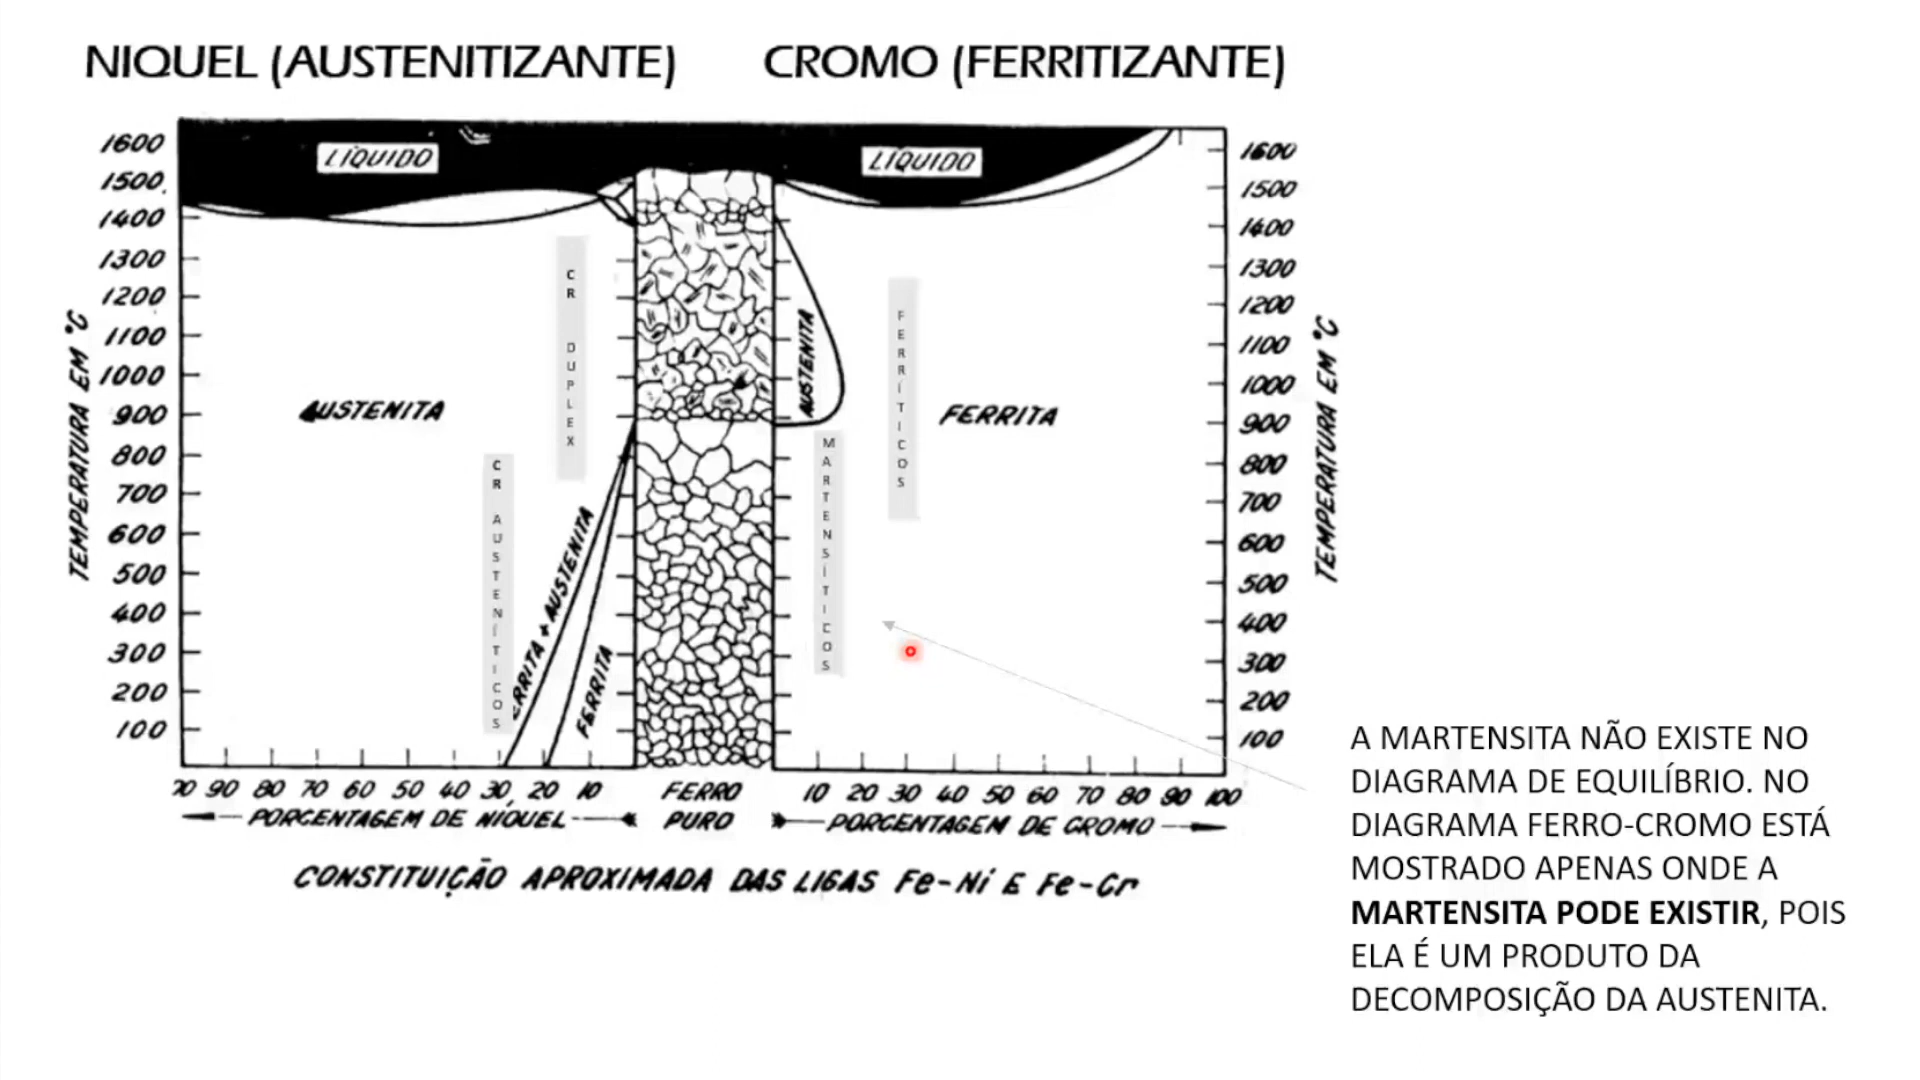 NIQUEL (AUSTENITIZANTE) CROMO (FERRITIZANTE)
LÍQUIDO LÍQUIDO
1600
1500
1400
1300
1200
1100
1000
900
800
700
600
500
400
300
200
100
TEMPERATURA EM °C
AUSTENITA
CR DUPLEX
CR AUSTENÍTICOS
FERRITA + AUSTENITA
FERRITA
AUSTENITA
MARTENSÍTICOS
FERRÍTICOS
FERRITA
1600
1500
1400
1300
1200
1100
1000
900
800
700
600
500
400
300
200
100
TEMPERATURA EM °C
90 80 70 60 50 40 30 20 10 FERRO 10 20 30 40 50 60 70 80 90 100
PORCENTAGEM DE NÍQUEL PURO PORCENTAGEM DE CROMO
CONSTITUIÇÃO APROXIMADA DAS LIGAS Fe-Ni E Fe-Cr
A MARTENSITA NÃO EXISTE NO
DIAGRAMA DE EQUILÍBRIO. NO
DIAGRAMA FERRO-CROMO ESTÁ
MOSTRADO APENAS ONDE A
MARTENSITA PODE EXISTIR, POIS
ELA É UM PRODUTO DA
DECOMPOSIÇÃO DA AUSTENITA.